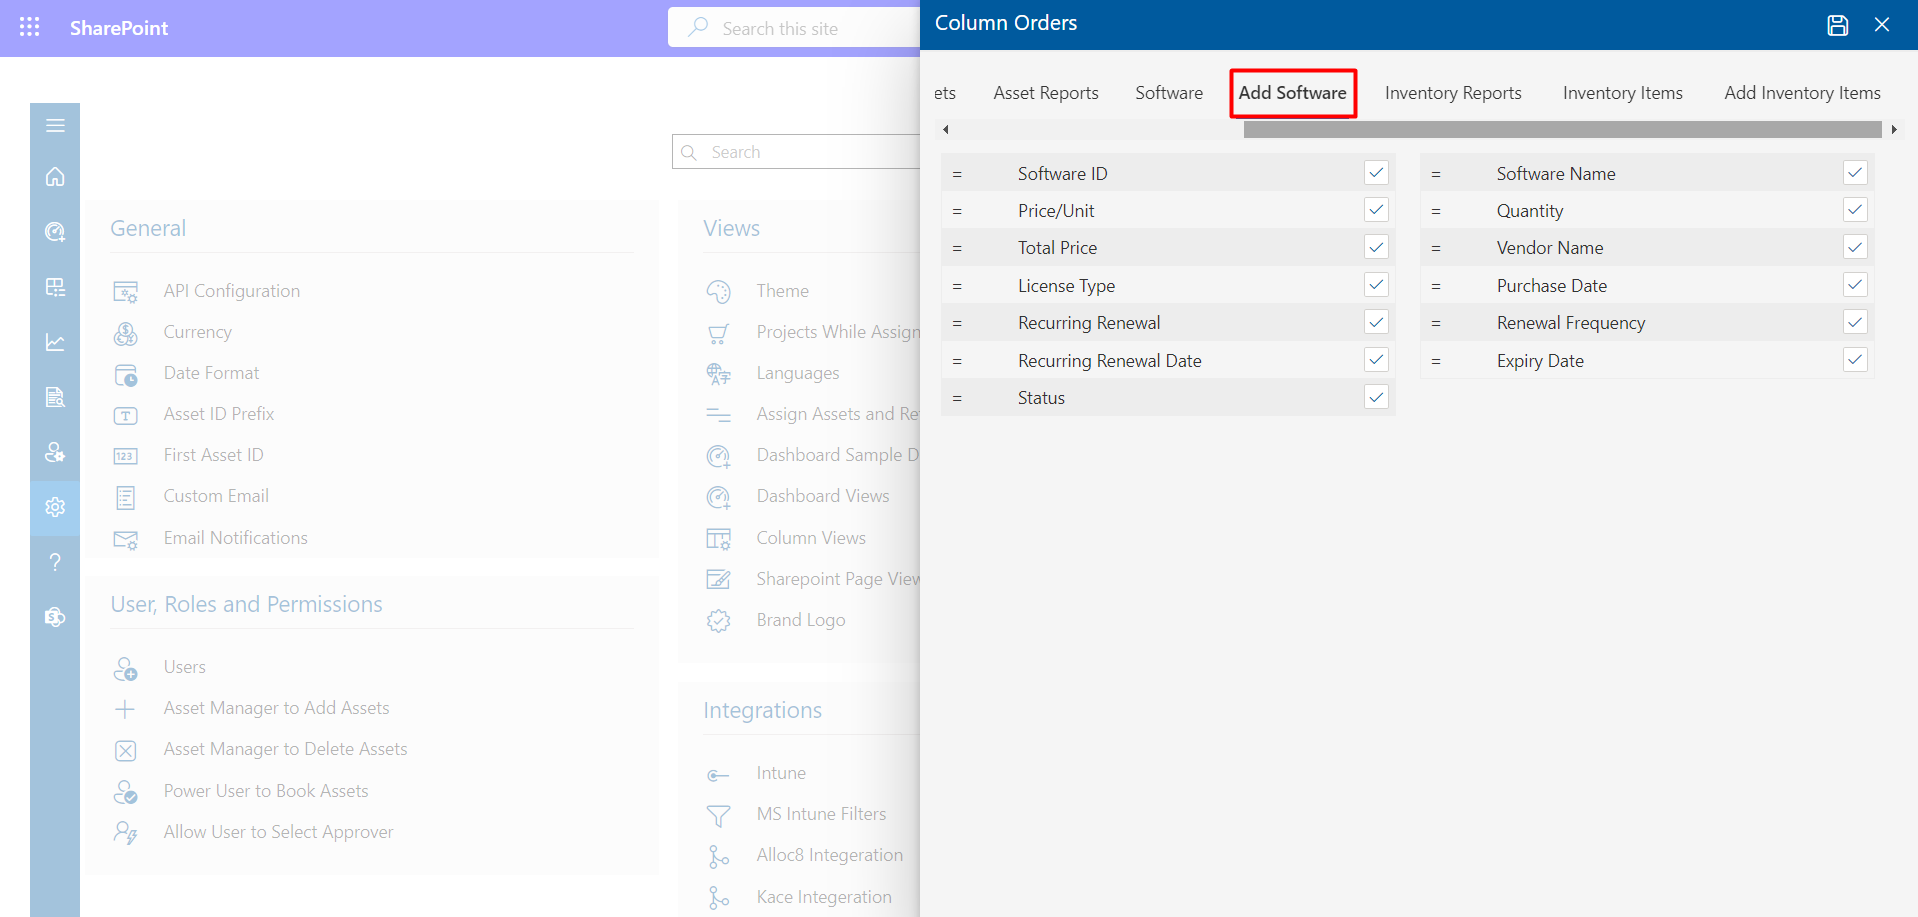 SharePoint
Search this site
Search
General
API Configuration
Currency
Date Format
Asset ID Prefix
First Asset ID
Custom Email
Email Notifications
User, Roles and Permissions
Users
Asset Manager to Add Assets
Asset Manager to Delete Assets
Power User to Book Assets
Allow User to Select Approver
Views
Theme
Projects While Assign
Languages
Assign Assets and Re
Dashboard Sample D
Dashboard Views
Column Views
Sharepoint Page View
Brand Logo
Integrations
Intune
MS Intune Filters
Alloc8 Integeration
Kace Integeration
Column Orders
ets Asset Reports Software Add Software Inventory Reports Inventory Items Add Inventory Items
= Software ID = Software Name
= Price/Unit = Quantity
= Total Price = Vendor Name
= License Type = Purchase Date
= Recurring Renewal = Renewal Frequency
= Recurring Renewal Date = Expiry Date
= Status